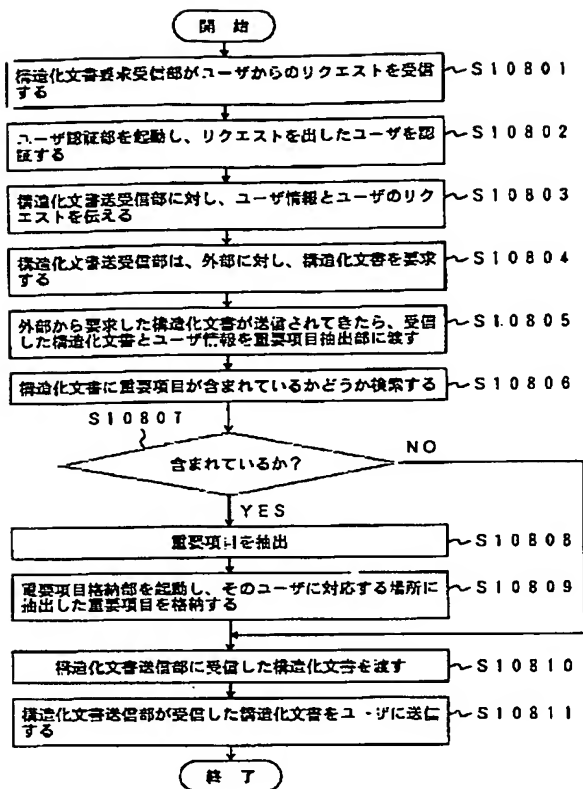 開 始
構造化文書要求受信部がユーザからのリクエストを受信
する
S10801
ユーザ認証部を起動し、リクエストを出したユーザを認
証する
S10802
構造化文書送受信部に対し、ユーザ情報とユーザのリク
エストを伝える
S10803
構造化文書送受信部は、外部に対し、構造化文書を要求
する
S10804
外部から要求した構造化文書が送信されてきたら、受信
した構造化文書とユーザ情報を重要項目抽出部に渡す
S10805
構造化文書に重要項目が含まれているかどうか検索する
S10806
S10807
含まれているか?
NO
YES
重要項目を抽出
S10808
重要項目格納部を起動し、そのユーザに対応する場所に
抽出した重要項目を格納する
S10809
構造化文書送信部に受信した構造化文書を渡す
S10810
構造化文書送信部が受信した構造化文書をユーザに送信
する
S10811
終 了